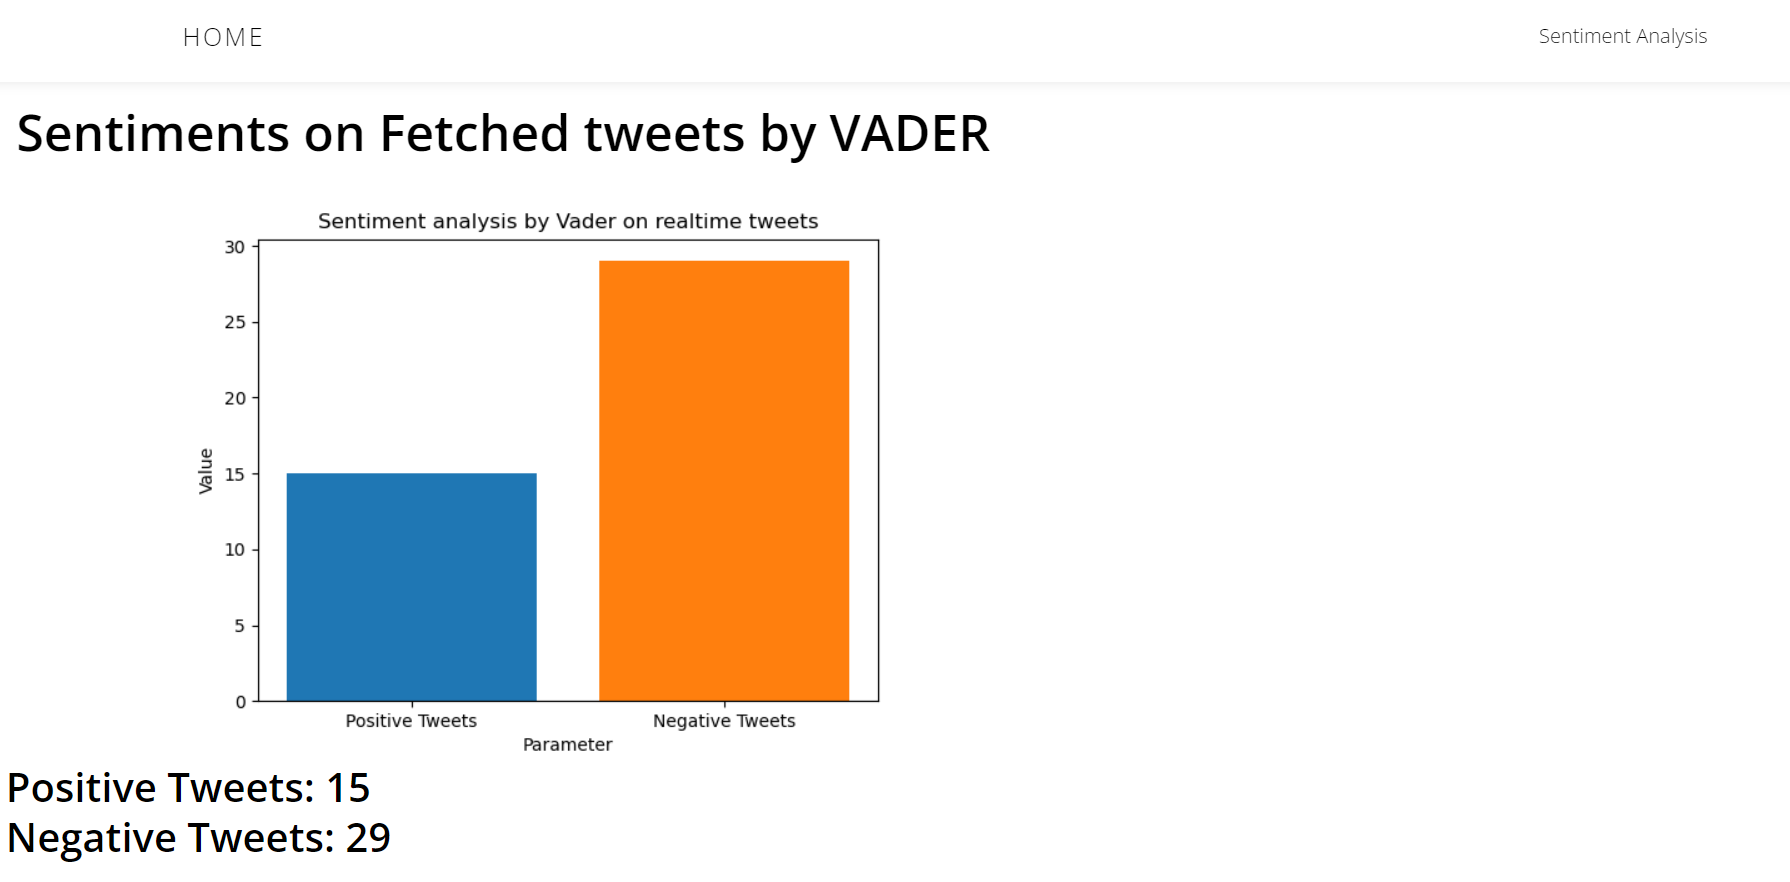 HOME
Sentiment Analysis
Sentiments on Fetched tweets by VADER
Sentiment analysis by Vader on realtime tweets
30
25
20
15
10
5
0
Value
Positive Tweets
Negative Tweets
Parameter
Positive Tweets: 15
Negative Tweets: 29